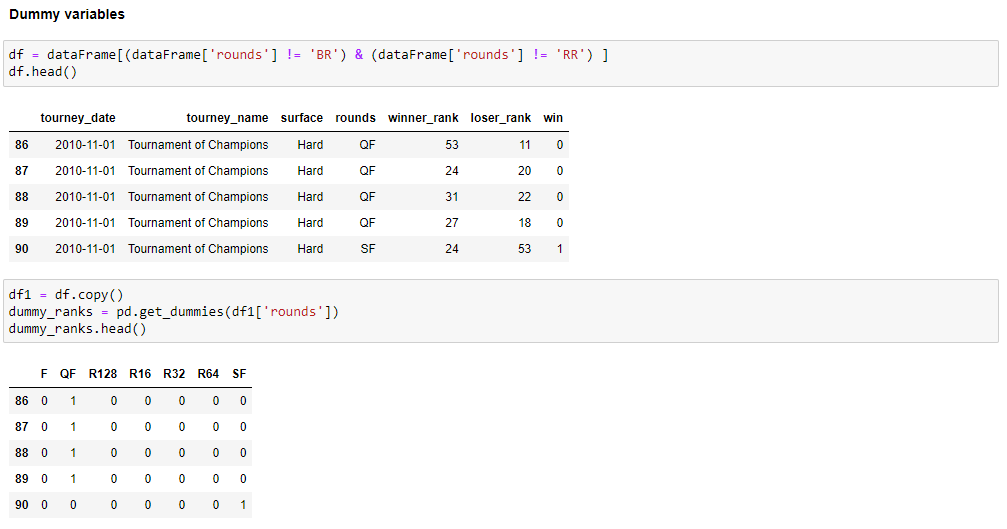 Dummy variables
df = dataFrame[(dataFrame['rounds'] != 'BR') & (dataFrame['rounds'] != 'RR') ]
df.head()
tourney_date tourney_name surface rounds winner_rank loser_rank win
86 2010-11-01 Tournament of Champions Hard QF 53 11 0
87 2010-11-01 Tournament of Champions Hard QF 24 20 0
88 2010-11-01 Tournament of Champions Hard QF 31 22 0
89 2010-11-01 Tournament of Champions Hard QF 27 18 0
90 2010-11-01 Tournament of Champions Hard SF 24 53 1
df1 = df.copy()
dummy_ranks = pd.get_dummies(df1['rounds'])
dummy_ranks.head()
F QF R128 R16 R32 R64 SF
86 0 1 0 0 0 0 0
87 0 1 0 0 0 0 0
88 0 1 0 0 0 0 0
89 0 1 0 0 0 0 0
90 0 0 0 0 0 0 1